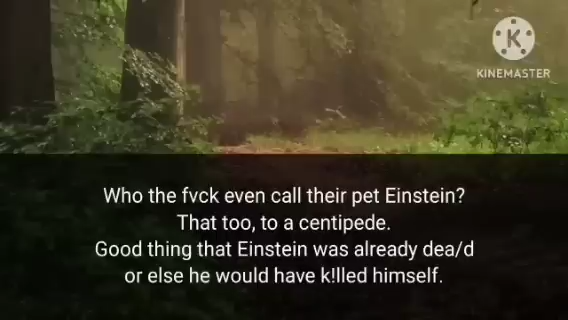 KINEMASTER
Who the fvck even call their pet Einstein?
That too, to a centipede.
Good thing that Einstein was already dea/d
or else he would have k!lled himself.